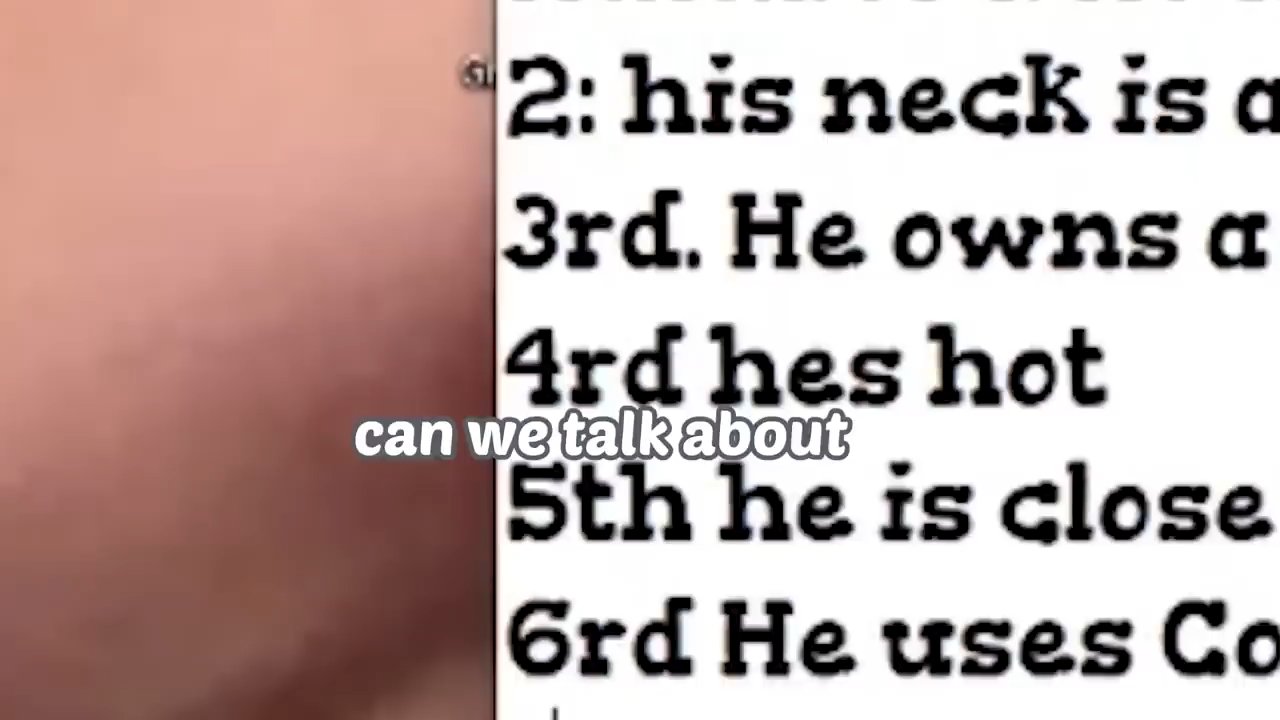 2: his neck is a
3rd. He owns a
4rd hes hot
can we talk about
5th he is close
6rd He uses